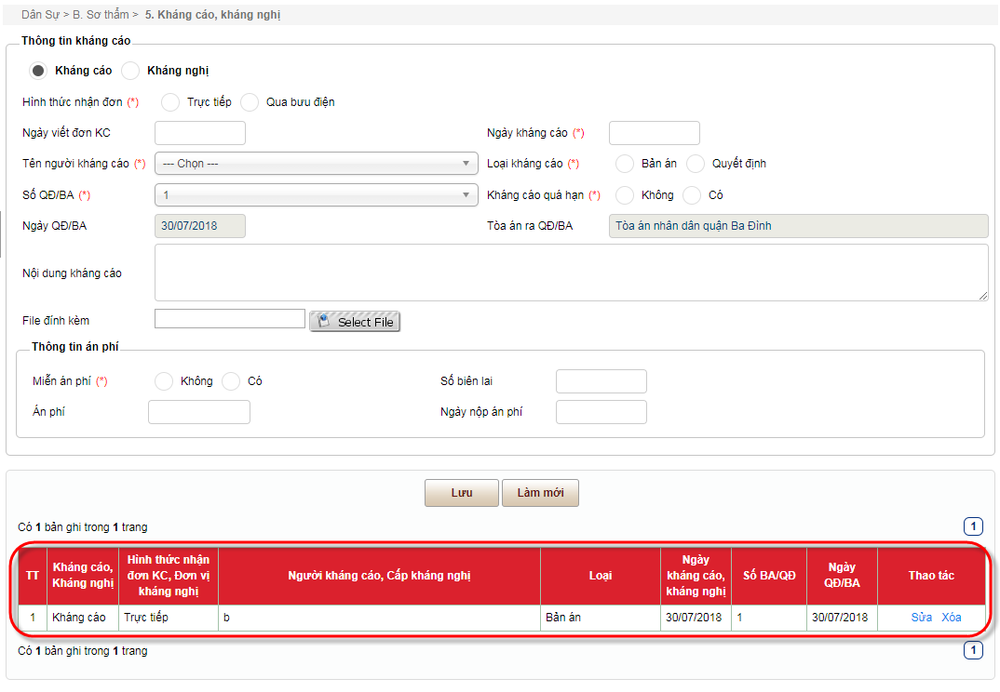 Dân Sự > B. Sơ thẩm > 5. Kháng cáo, kháng nghị
Thông tin kháng cáo
Kháng cáo Kháng nghị
Hình thức nhận đơn (*) Trực tiếp Qua bưu điện
Ngày viết đơn KC Ngày kháng cáo (*)
Tên người kháng cáo (*) --- Chọn --- Loại kháng cáo (*) Bản án Quyết định
Số QĐ/BA (*) 1 Kháng cáo quá hạn (*) Không Có
Ngày QĐ/BA 30/07/2018 Tòa án ra QĐ/BA Tòa án nhân dân quận Ba Đình
Nội dung kháng cáo
File đính kèm Select File
Thông tin án phí
Miễn án phí (*) Không Có Số biên lai
Án phí Ngày nộp án phí
Lưu Làm mới
Có 1 bản ghi trong 1 trang 1
TT Kháng cáo, Kháng nghị Hình thức nhận đơn KC, Đơn vị kháng nghị Người kháng cáo, Cấp kháng nghị Loại Ngày kháng cáo, kháng nghị Số BA/QĐ Ngày QĐ/BA Thao tác
1 Kháng cáo Trực tiếp b Bản án 30/07/2018 1 30/07/2018 Sửa Xóa
Có 1 bản ghi trong 1 trang 1